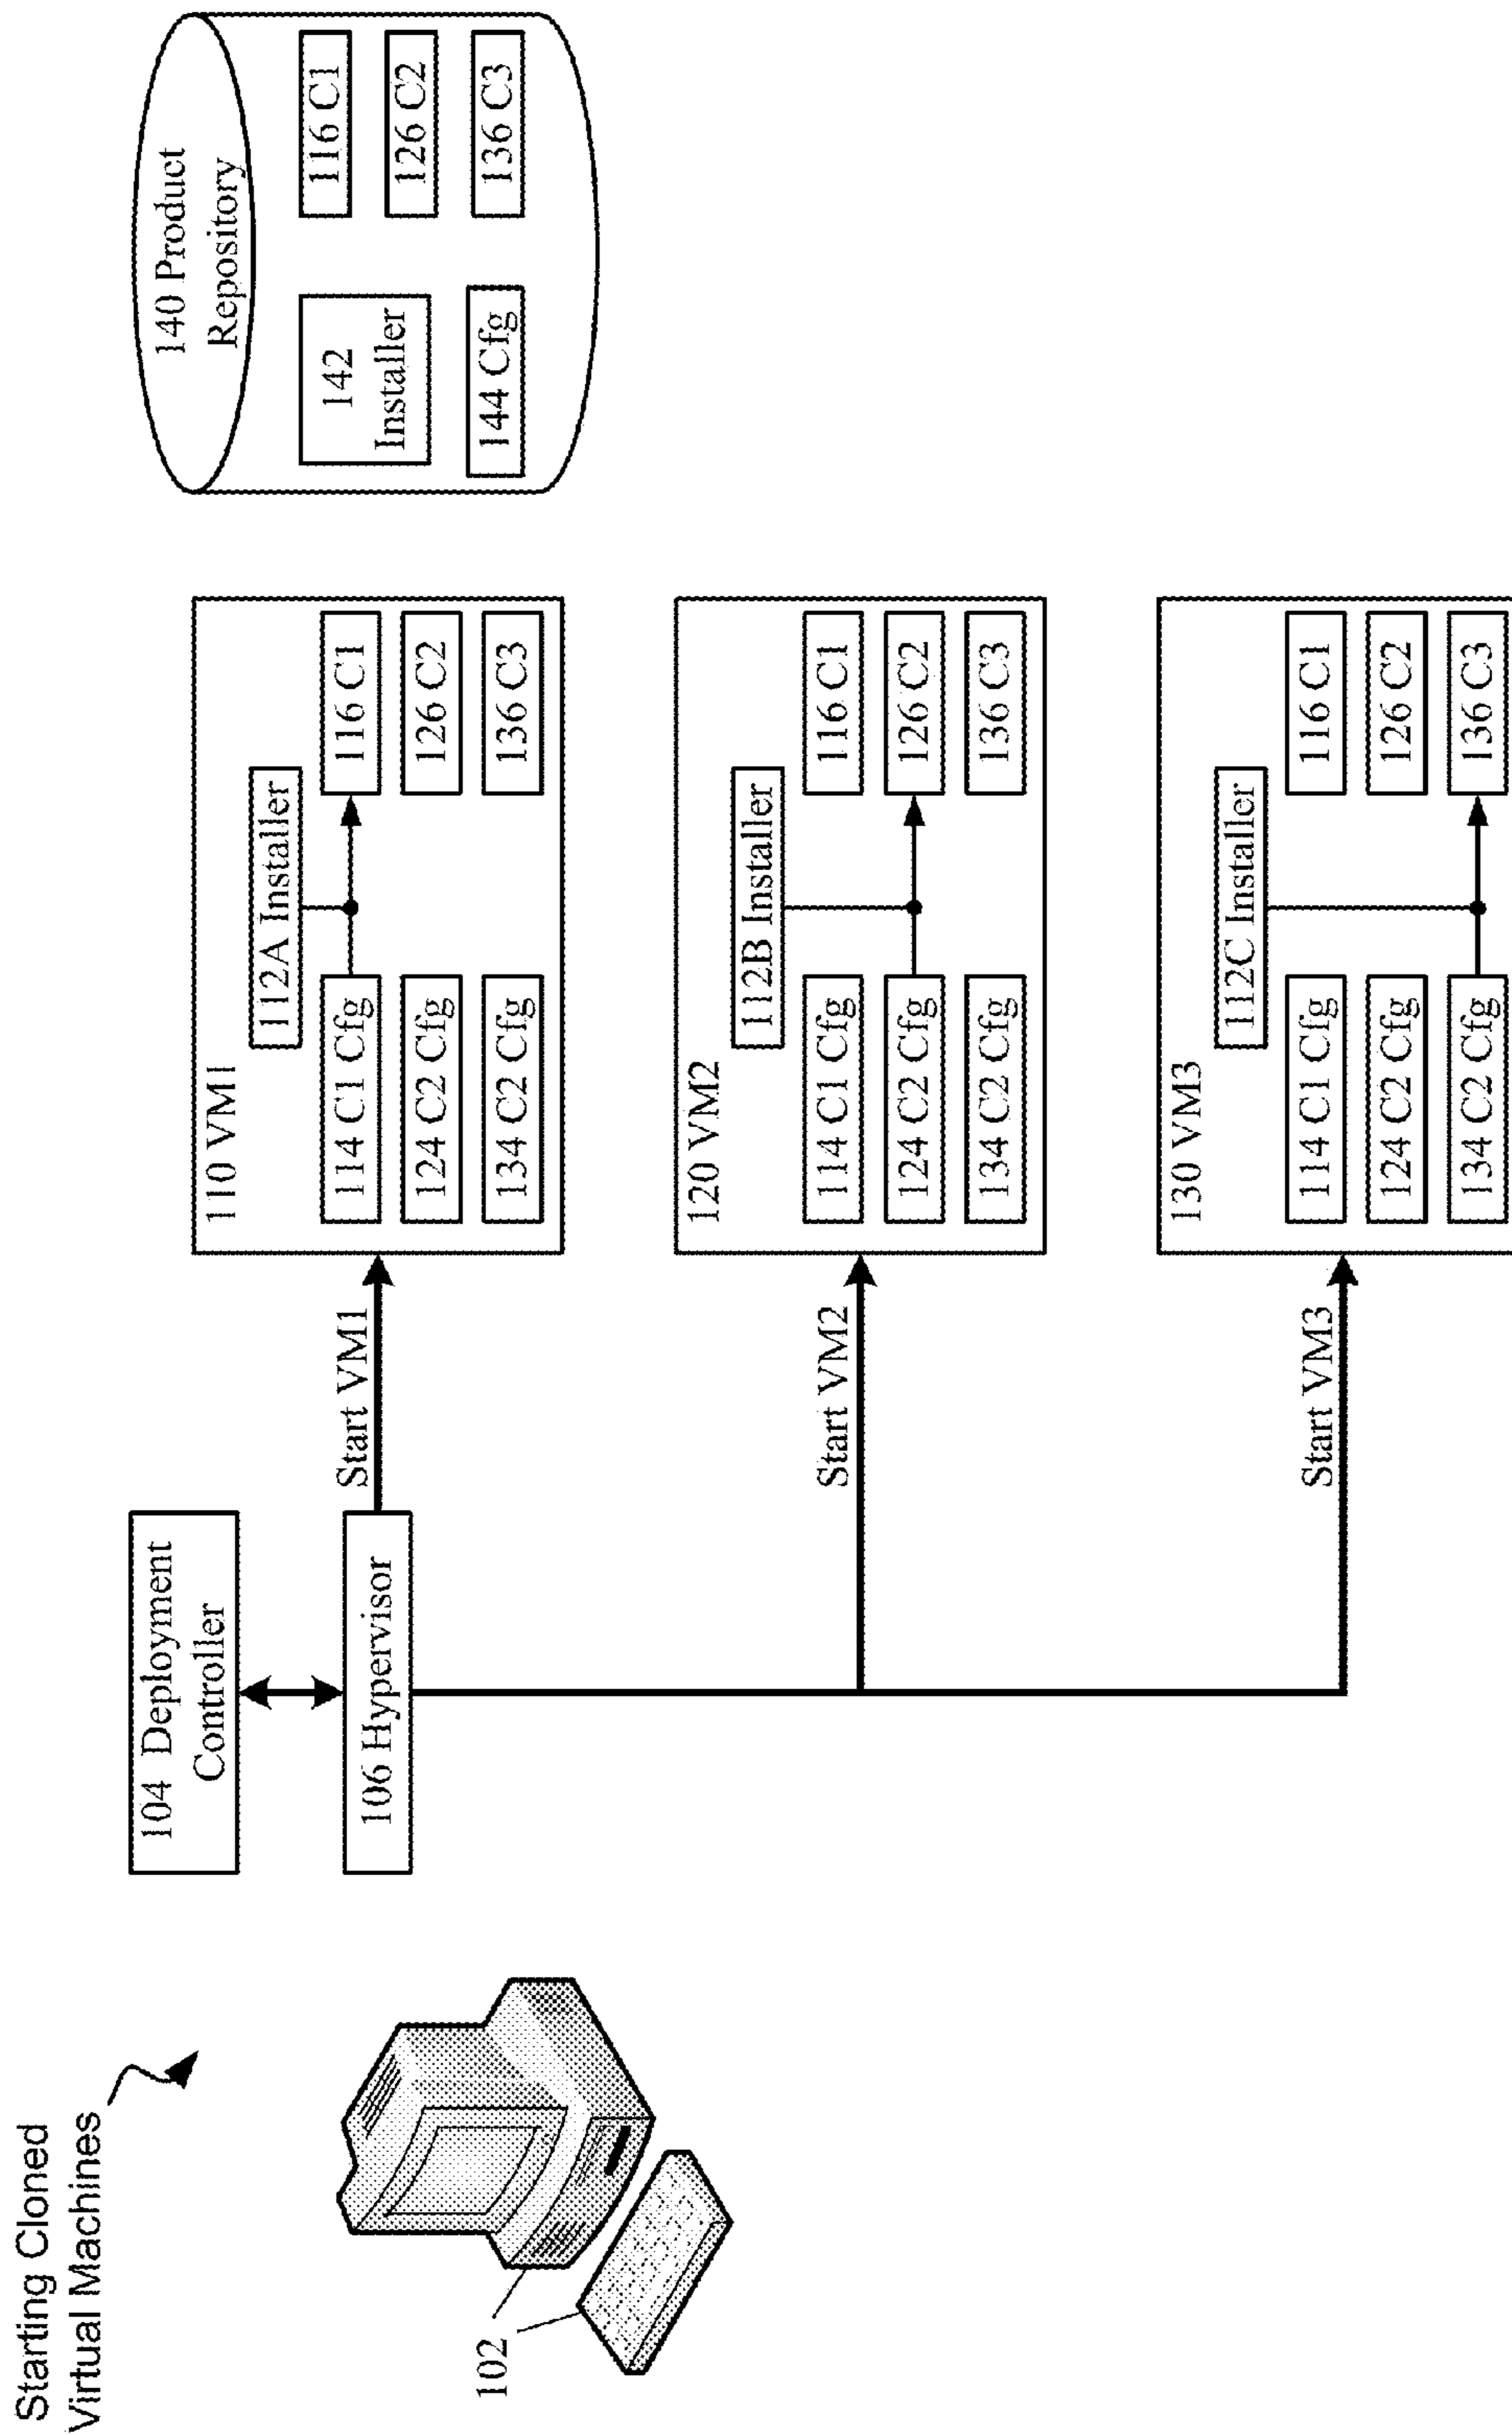 Starting Cloned
Virtual Machines
102
104 Deployment
Controller
106 Hypervisor
Start VM1
Start VM2
Start VM3
110 VM1
112A Installer
114 C1 Cfg
116 C1
124 C2 Cfg
126 C2
134 C2 Cfg
136 C3
120 VM2
112B Installer
114 C1 Cfg
116 C1
124 C2 Cfg
126 C2
134 C2 Cfg
136 C3
130 VM3
112C Installer
114 C1 Cfg
116 C1
124 C2 Cfg
126 C2
134 C2 Cfg
136 C3
140 Product
Repository
142
Installer
144 Cfg
116 C1
126 C2
136 C3